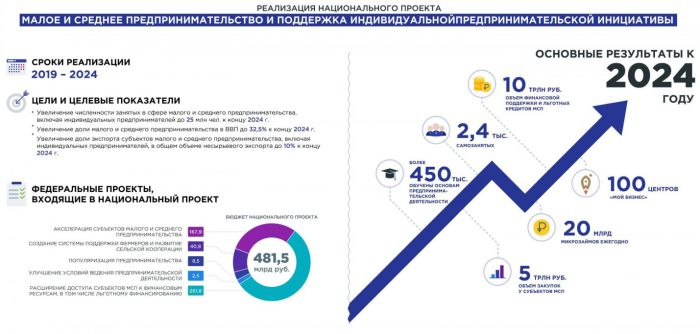 РЕАЛИЗАЦИЯ НАЦИОНАЛЬНОГО ПРОЕКТА
МАЛОЕ И СРЕДНЕЕ ПРЕДПРИНИМАТЕЛЬСТВО И ПОДДЕРЖКА ИНДИВИДУАЛЬНОЙПРЕДПРИНИМАТЕЛЬСКОЙ ИНИЦИАТИВЫ
СРОКИ РЕАЛИЗАЦИИ
2019 – 2024
ЦЕЛИ И ЦЕЛЕВЫЕ ПОКАЗАТЕЛИ
• Увеличение численности занятых в сфере малого и среднего предпринимательства,
включая индивидуальных предпринимателей до 25 млн чел. к концу 2024 г.
• Увеличение доли малого и среднего предпринимательства в ВВП до 32,5% к концу 2024 г.
• Увеличение доли экспорта субъектов малого и среднего предпринимательства, включая
индивидуальных предпринимателей, в общем объеме несырьевого экспорта до 10% к концу
2024 г.
ФЕДЕРАЛЬНЫЕ ПРОЕКТЫ,
ВХОДЯЩИЕ В НАЦИОНАЛЬНЫЙ ПРОЕКТ
БЮДЖЕТ НАЦИОНАЛЬНОГО ПРОЕКТА
АКСЕЛЕРАЦИЯ СУБЪЕКТОВ МАЛОГО И СРЕДНЕГО
ПРЕДПРИНИМАТЕЛЬСТВА
167,9
СОЗДАНИЕ СИСТЕМЫ ПОДДЕРЖКИ ФЕРМЕРОВ И РАЗВИТИЕ
СЕЛЬСКОЙ КООПЕРАЦИИ
40,8
ПОПУЛЯРИЗАЦИЯ ПРЕДПРИНИМАТЕЛЬСТВА
8,5
УЛУЧШЕНИЕ УСЛОВИЙ ВЕДЕНИЯ ПРЕДПРИНИМАТЕЛЬСКОЙ
ДЕЯТЕЛЬНОСТИ
2,5
РАСШИРЕНИЕ ДОСТУПА СУБЪЕКТОВ МСП К ФИНАНСОВЫМ
РЕСУРСАМ, В ТОМ ЧИСЛЕ ЛЬГОТНОМУ ФИНАНСИРОВАНИЮ
261,8
481,5
млрд руб.
ОСНОВНЫЕ РЕЗУЛЬТАТЫ К
2024
ГОДУ
10 ТРЛН РУБ.
ОБЪЕМ ФИНАНСОВОЙ
ПОДДЕРЖКИ И ЛЬГОТНЫХ
КРЕДИТОВ МСП
2,4 ТЫС.
САМОЗАНЯТЫХ
БОЛЕЕ
450 ТЫС.
ОБУЧЕНЫ ОСНОВАМ
ПРЕДПРИНИМА-
ТЕЛЬСКОЙ
ДЕЯТЕЛЬНОСТИ
100 ЦЕНТРОВ
«МОЙ БИЗНЕС»
20 МЛРД
МИКРОЗАЙМОВ ЕЖЕГОДНО
5 ТРЛН РУБ.
ОБЪЕМ ЗАКУПОК
У СУБЪЕКТОВ МСП